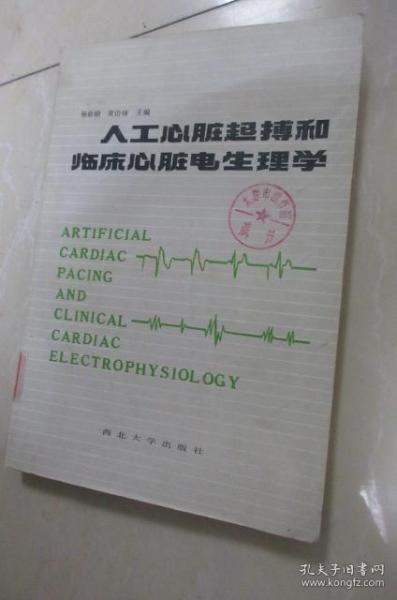 主编
人工心脏起搏和
临床心脏电生理学
ARTIFICIAL
CARDIAC
PACING
AND
CLINICAL
CARDIAC
ELECTROPHYSIOLOGY
西北大学出版社
孔夫子旧书网
www.kongfz.com